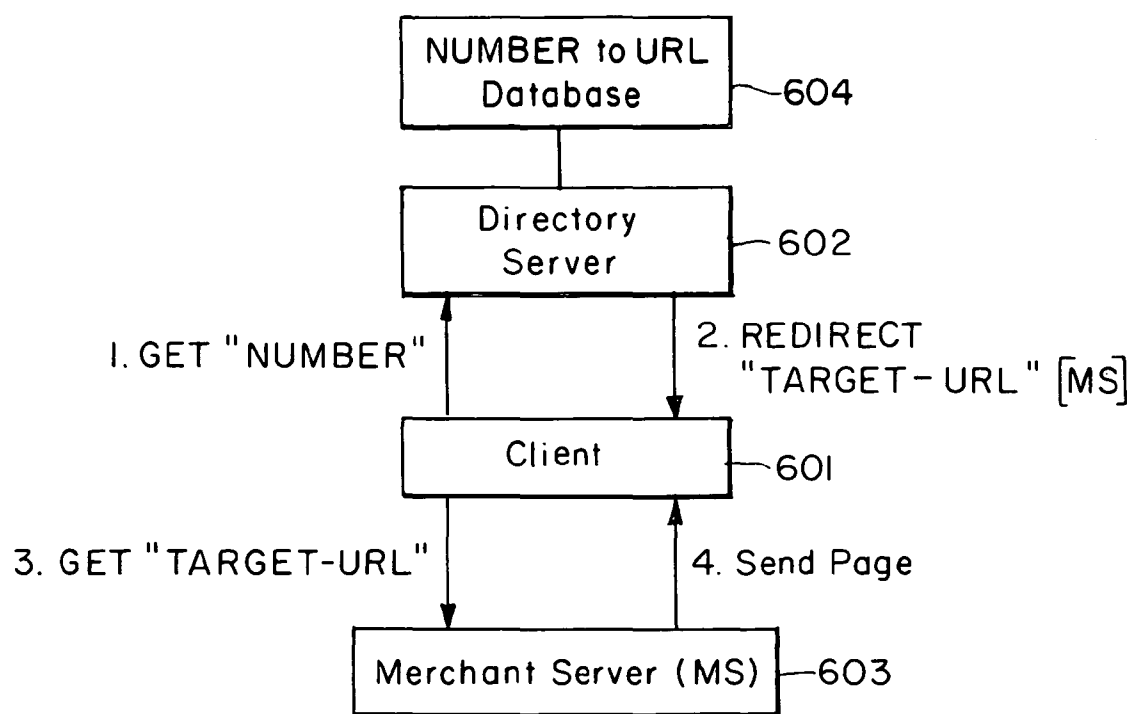 NUMBER to URL
Database
604
Directory
Server
602
1. GET "NUMBER"
2. REDIRECT
"TARGET-URL" [MS]
Client
601
3. GET "TARGET-URL"
4. Send Page
Merchant Server (MS)
603